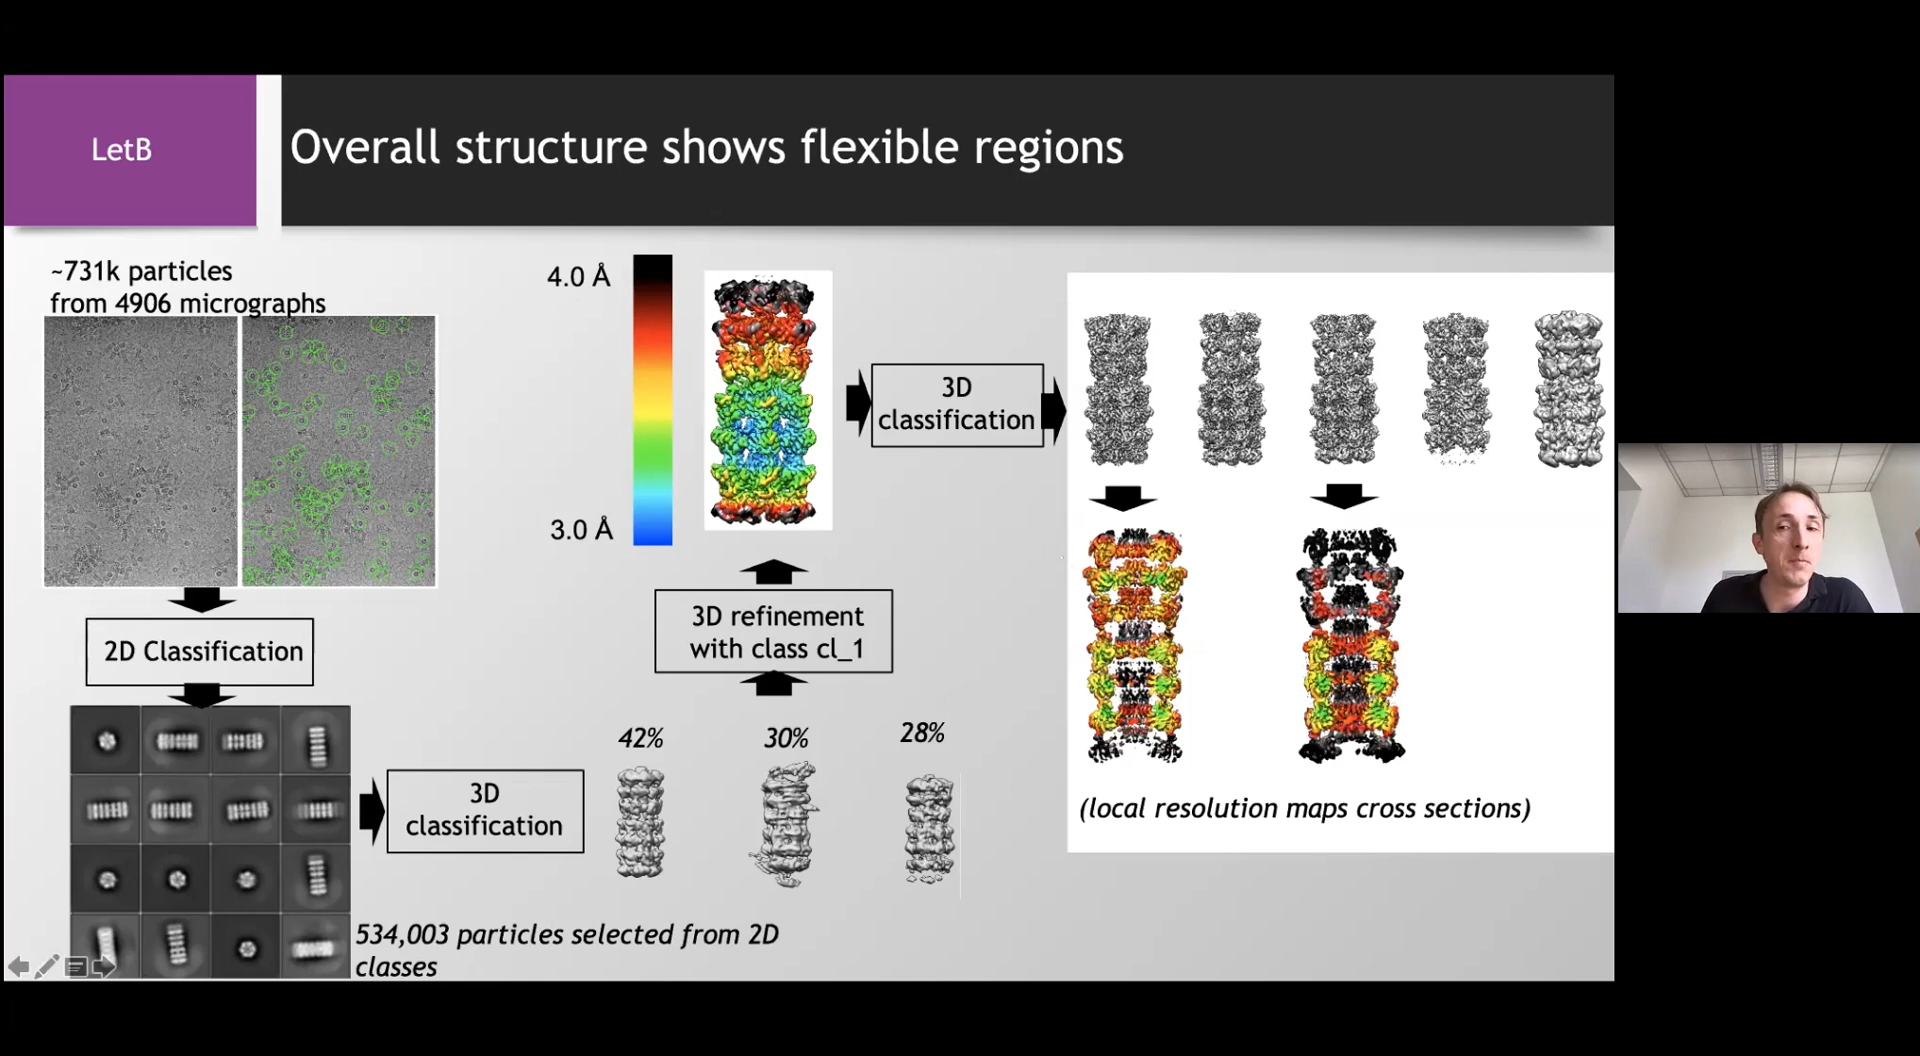 LetB
Overall structure shows flexible regions
~731k particles
from 4906 micrographs
2D Classification
534,003 particles selected from 2D
classes
3D
classification
42%
30%
28%
3D refinement
with class cl_1
4.0 Å
3.0 Å
3D
classification
(local resolution maps cross sections)